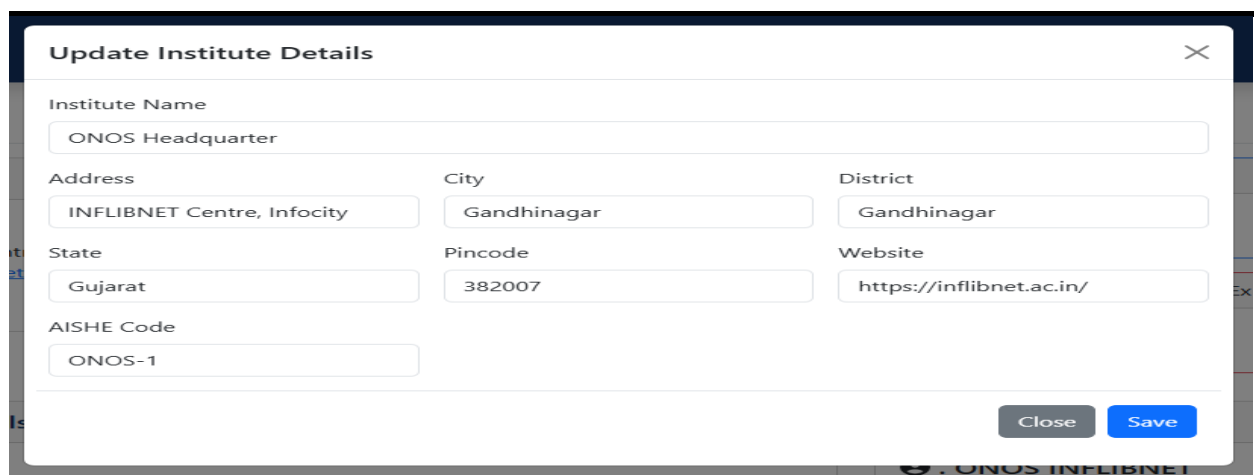 Update Institute Details
Institute Name
ONOS Headquarter
Address City District
INFLIBNET Centre, Infocity Gandhinagar Gandhinagar
State Pincode Website
Gujarat 382007 https://inflibnet.ac.in/
AISHE Code
ONOS-1
Close Save
: ONOS INFLIBNET